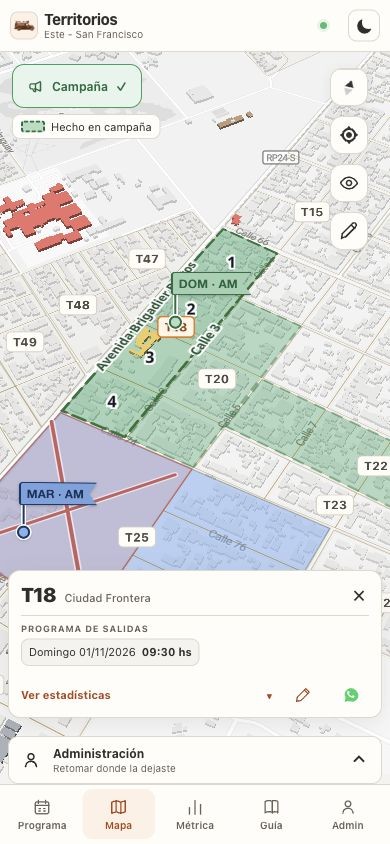 Territorios
Este - San Francisco
Campaña
Hecho en campaña
RP24-S
T15
Calle 66
T47
1
DOM · AM
Avenida Brigadier
T48
2
3
Calle 3
T49
T20
4
Calle 7
T22
MAR · AM
T23
T25
Calle 76
T18
Ciudad Frontera
PROGRAMA DE SALIDAS
Domingo 01/11/2026 09:30 hs
Ver estadísticas
Administración
Retomar donde la dejaste
Programa
Mapa
Métrica
Guía
Admin